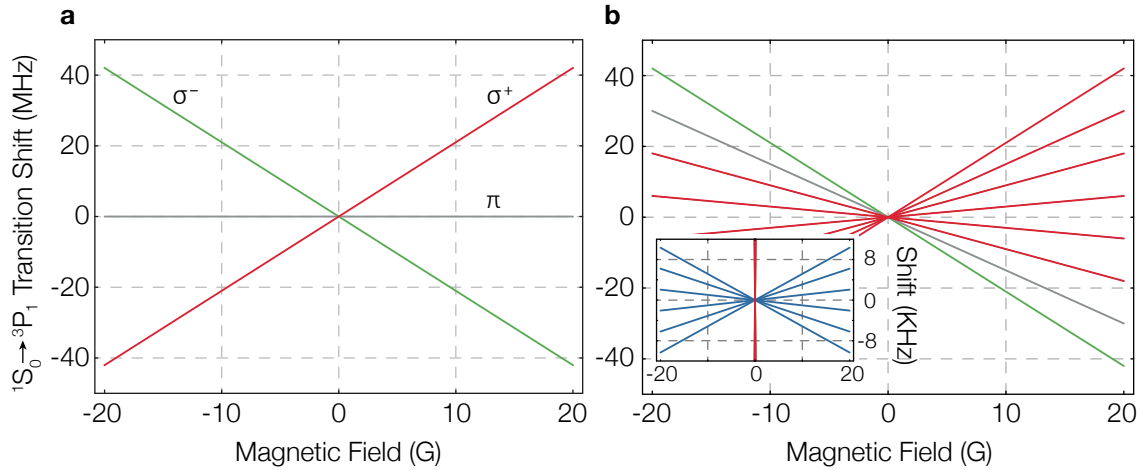 a
b
¹S₀→³P₁ Transition Shift (MHz)
40
20
0
-20
-40
σ⁻
σ⁺
π
-20
-10
0
10
20
Magnetic Field (G)
40
20
0
-20
-40
8
0
-8
Shift (KHz)
-20
0
20
-20
-10
0
10
20
Magnetic Field (G)